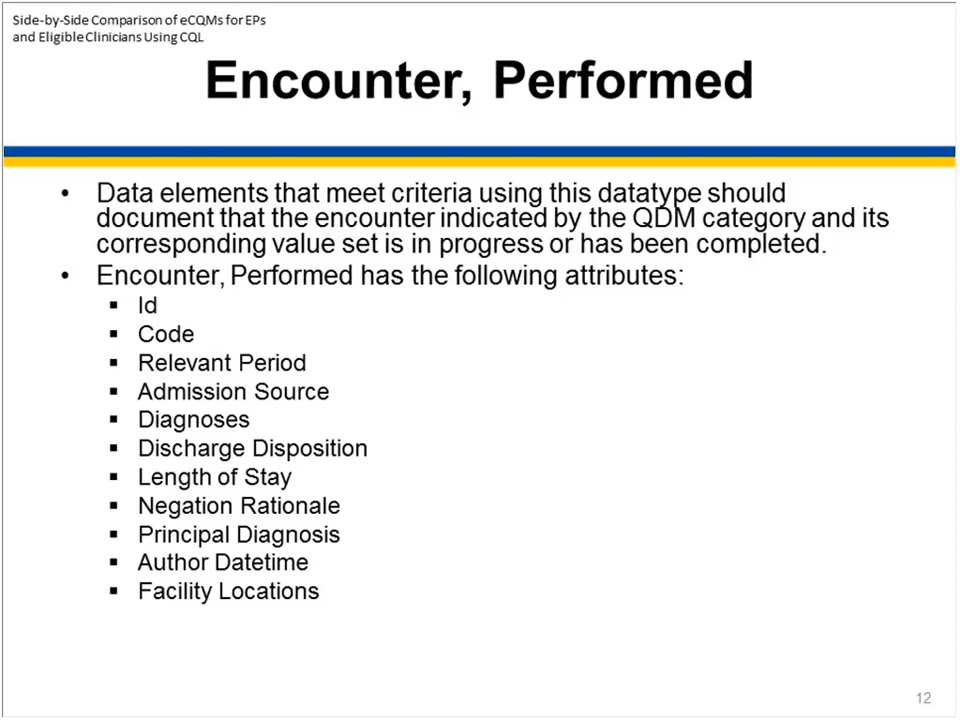 Side-by-Side Comparison of eCQMs for EPs
and Eligible Clinicians Using CQL
Encounter, Performed
• Data elements that meet criteria using this datatype should
document that the encounter indicated by the QDM category and its
corresponding value set is in progress or has been completed.
• Encounter, Performed has the following attributes:
▪ Id
▪ Code
▪ Relevant Period
▪ Admission Source
▪ Diagnoses
▪ Discharge Disposition
▪ Length of Stay
▪ Negation Rationale
▪ Principal Diagnosis
▪ Author Datetime
▪ Facility Locations
12